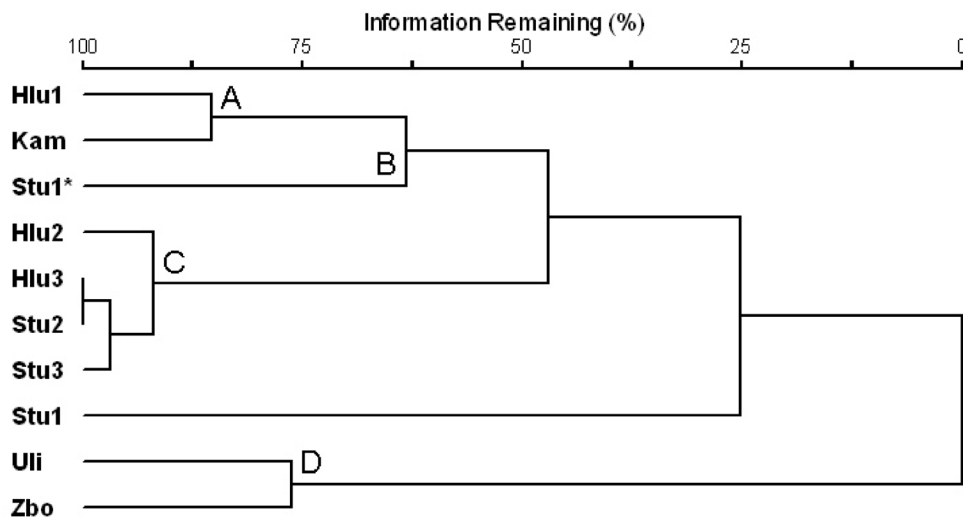 Information Remaining (%)
100 75 50 25 0
Hlu1
A
Kam
B
Stu1*
Hlu2
C
Hlu3
Stu2
Stu3
Stu1
Uli
D
Zbo